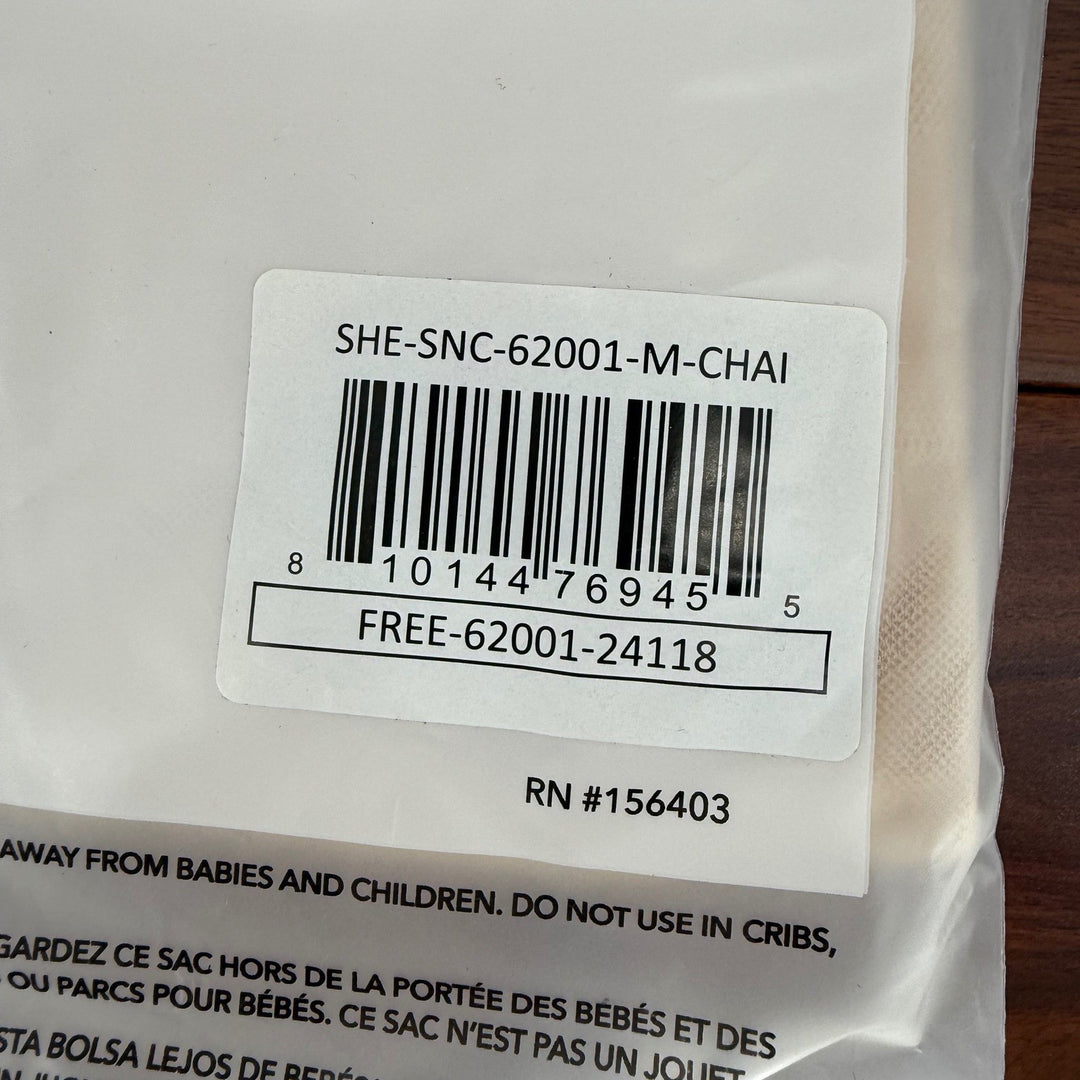 SHE-SNC-62001-M-CHAI
8 10144 76945 5
FREE-62001-24118
RN #156403
AWAY FROM BABIES AND CHILDREN. DO NOT USE IN CRIBS,
GARDEZ CE SAC HORS DE LA PORTÉE DES BÉBÉS ET DES
OU PARCS POUR BÉBÉS. CE SAC N'EST PAS UN JOUET
STA BOLSA LEJOS DE